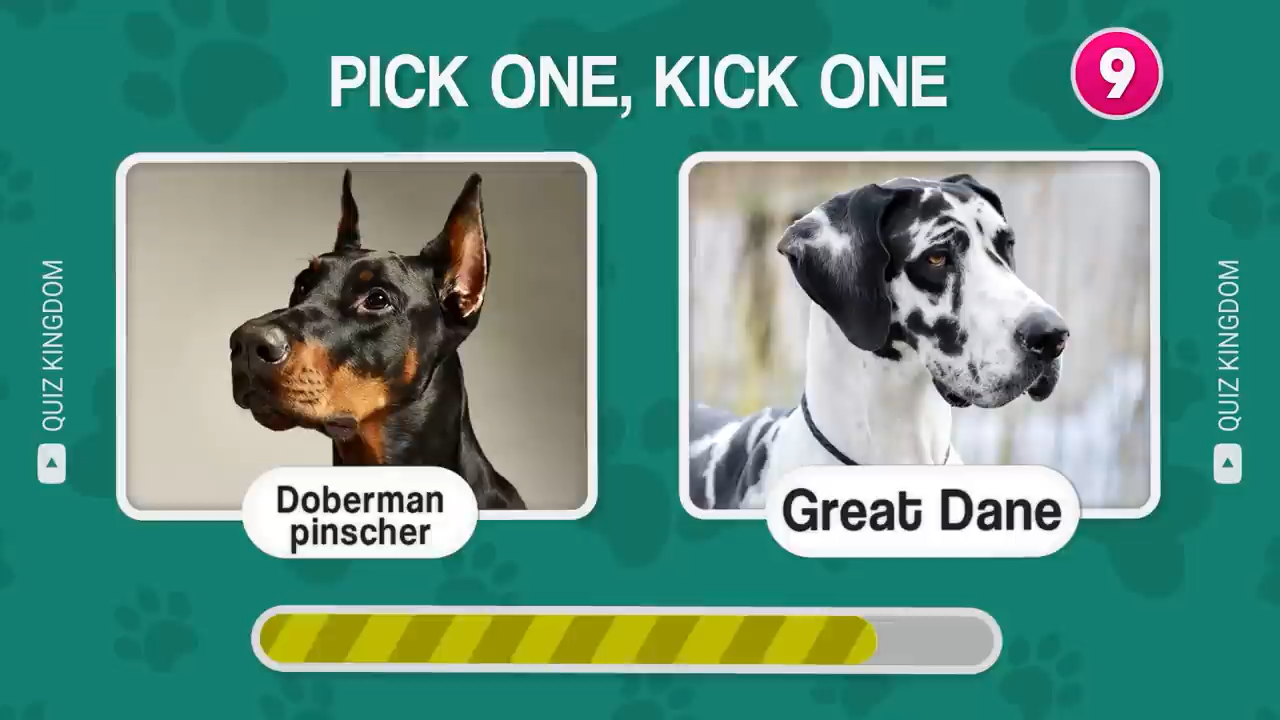 PICK ONE, KICK ONE
9
QUIZ KINGDOM
QUIZ KINGDOM
Doberman
pinscher
Great Dane